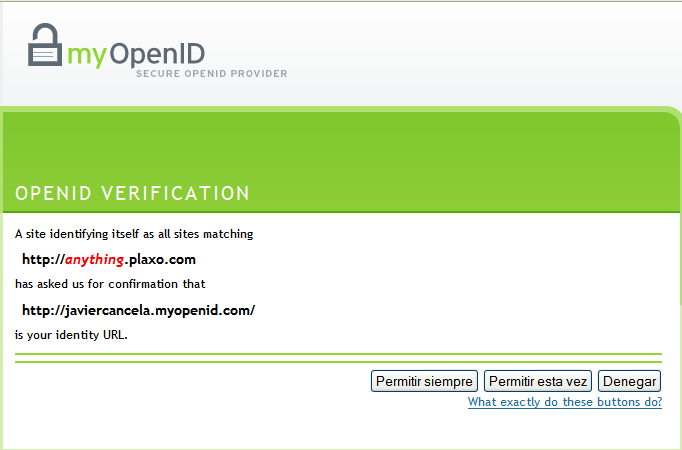 myOpenID
SECURE OPENID PROVIDER
OPENID VERIFICATION
A site identifying itself as all sites matching
http://anything.plaxo.com
has asked us for confirmation that
http://javiercancela.myopenid.com/
is your identity URL.
Permitir siempre Permitir esta vez Denegar
What exactly do these buttons do?